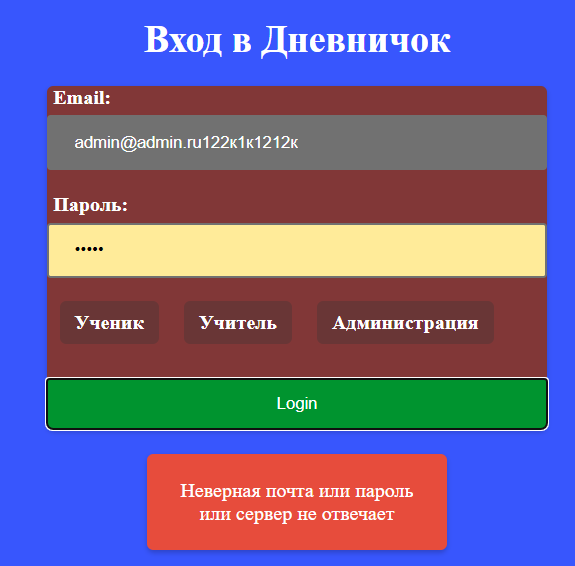 Вход в Дневничок
Email:
admin@admin.ru122к1к1212к
Пароль:
•••••
Ученик Учитель Администрация
Login
Неверная почта или пароль
или сервер не отвечает